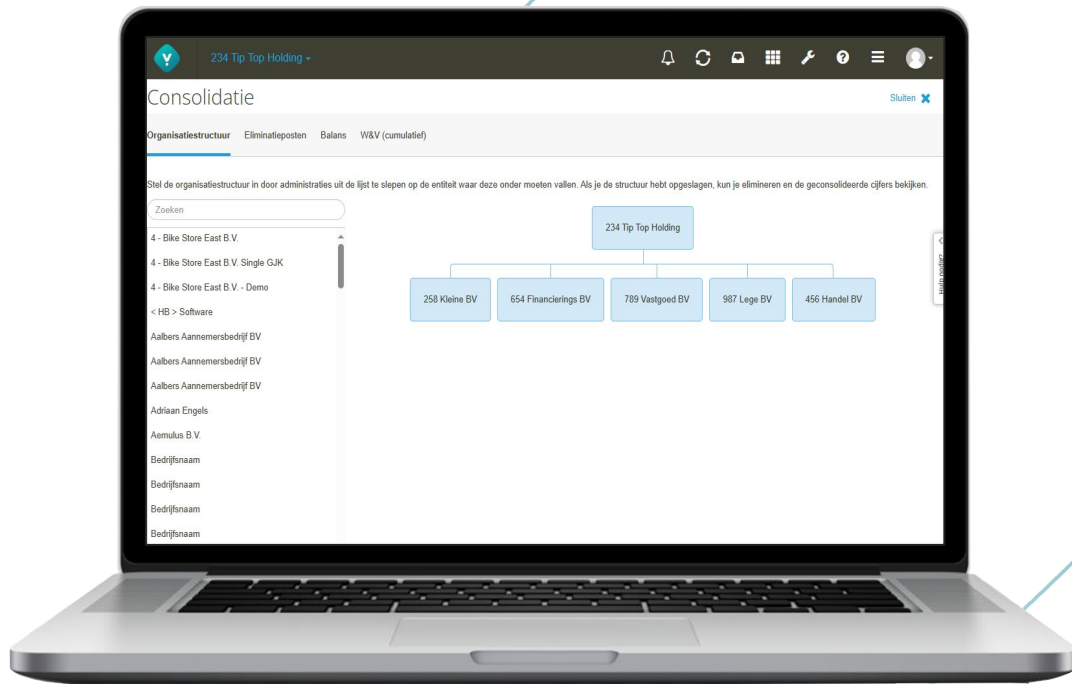 234 Tip Top Holding
Consolidatie
Sluiten
Organisatiestructuur Eliminatieposten Balans W&V (cumulatief)
Stel de organisatiestructuur in door administraties uit de lijst te slepen op de entiteit waar deze onder moeten vallen. Als je de structuur hebt opgeslagen, kun je elimineren en de geconsolideerde cijfers bekijken.
Zoeken
4 - Bike Store East B.V.
4 - Bike Store East B.V. Single GJK
4 - Bike Store East B.V. - Demo
< HB > Software
Aalbers Aannemersbedrijf BV
Aalbers Aannemersbedrijf BV
Aalbers Aannemersbedrijf BV
Adriaan Engels
Aemulus B.V.
Bedrijfsnaam
Bedrijfsnaam
Bedrijfsnaam
Bedrijfsnaam
234 Tip Top Holding
258 Kleine BV 654 Financierings BV 789 Vastgoed BV 987 Lege BV 456 Handel BV
Hulp nodig?